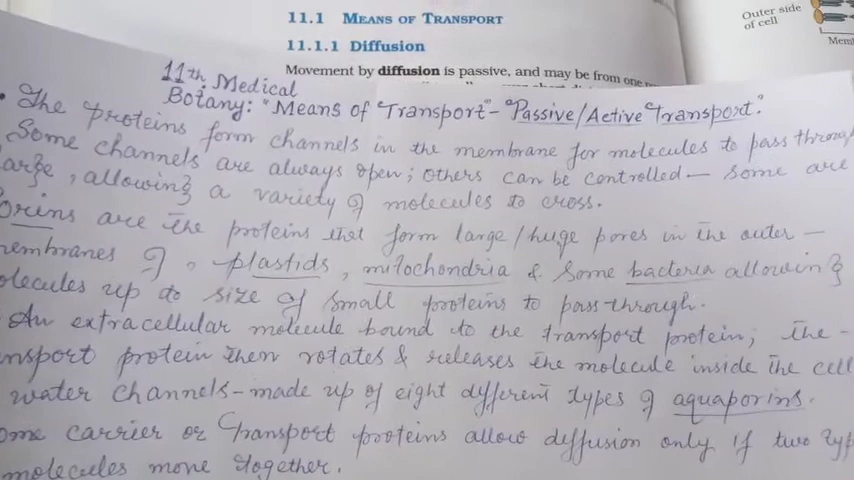 11.1 MEANS OF TRANSPORT
Outer side
of cell
11.1.1 Diffusion
Movement by diffusion is passive, and may be from one
11th Medical
Botany: "Means of Transport" - "Passive/Active Transport".
• The proteins form channels in the membrane for molecules to pass through
Some channels are always open; others can be controlled – some are
arge, allowing a variety of molecules to cross.
orins are the proteins that form large/huge pores in the outer –
membranes of plastids, mitochondria & some bacteria allowing
olecules up to size of small proteins to pass through.
An extracellular molecule bound to the transport protein; the –
nsport protein then rotates & releases the molecule inside the cell
water channels – made up of eight different types of aquaporins.
ome carrier or transport proteins allow diffusion only if two typ
molecules move together.